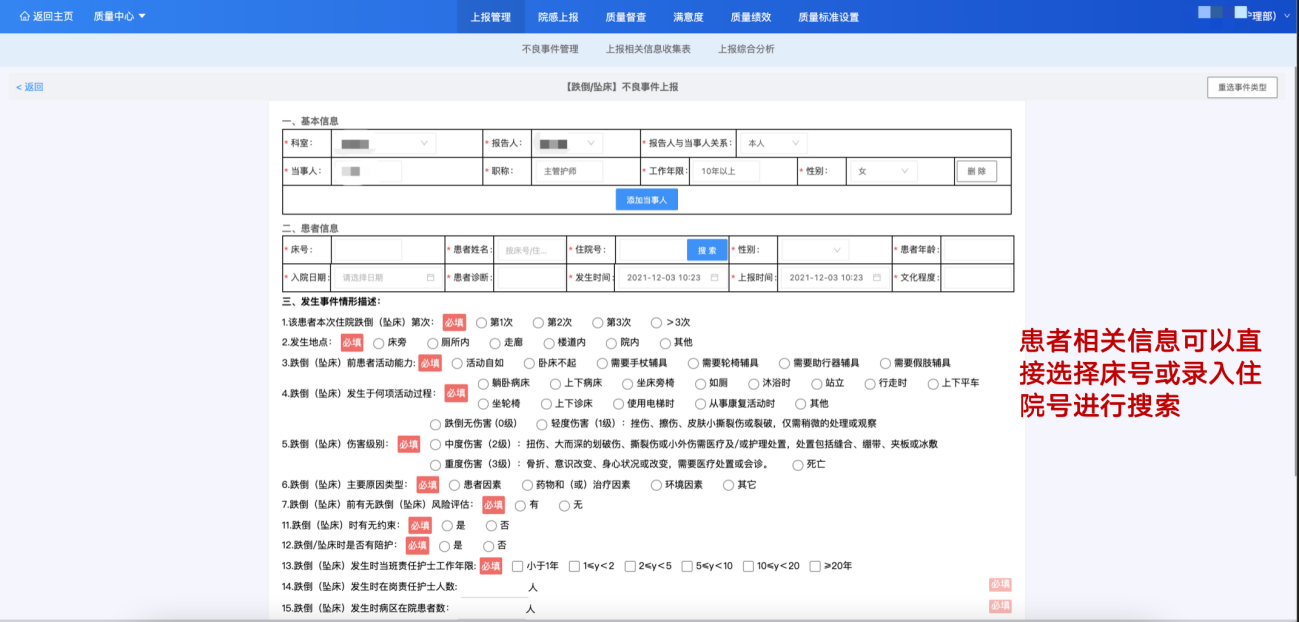 返回主页 质量中心 上报管理 院感上报 质量督查 满意度 质量绩效 质量标准设置 理部）
不良事件管理 上报相关信息收集表 上报综合分析
< 返回 【跌倒/坠床】不良事件上报 重选事件类型
一、基本信息
* 科室: * 报告人: * 报告人与当事人关系: 本人
* 当事人: * 职称: 主管护师 * 工作年限: 10年以上 * 性别: 女 删 除
添加当事人
二、患者信息
* 床号: * 患者姓名: 按床号/住... * 住院号: 搜 索 * 性别: * 患者年龄:
* 入院日期: 请选择日期 * 患者诊断: * 发生时间: 2021-12-03 10:23 * 上报时间: 2021-12-03 10:23 * 文化程度:
三、发生事件情形描述:
1.该患者本次住院跌倒（坠床）第次: 必填 第1次 第2次 第3次 >3次
2.发生地点: 必填 床旁 厕所内 走廊 楼道内 院内 其他
3.跌倒（坠床）前患者活动能力: 必填 活动自如 卧床不起 需要手杖辅具 需要轮椅辅具 需要助行器辅具 需要假肢辅具
4.跌倒（坠床）发生于何项活动过程: 必填 躺卧病床 上下病床 坐床旁椅 如厕 沐浴时 站立 行走时 上下平车
坐轮椅 上下诊床 使用电梯时 从事康复活动时 其他
跌倒无伤害 (0级) 轻度伤害（1级）: 挫伤、擦伤、皮肤小撕裂伤或裂破，仅需稍微的处理或观察
5.跌倒（坠床）伤害级别: 必填 中度伤害（2级）: 扭伤、大而深的划破伤、撕裂伤或小外伤需医疗及/或护理处置，处置包括缝合、绷带、夹板或冰敷
重度伤害（3级）: 骨折、意识改变、身心状况或改变，需要医疗处置或会诊。 死亡
6.跌倒（坠床）主要原因类型: 必填 患者因素 药物和（或）治疗因素 环境因素 其它
7.跌倒（坠床）前有无跌倒（坠床）风险评估: 必填 有 无
11.跌倒（坠床）时有无约束: 必填 是 否
12.跌倒/坠床时是否有陪护: 必填 是 否
13.跌倒（坠床）发生时当班责任护士工作年限: 必填 小于1年 1≤y<2 2≤y<5 5≤y<10 10≤y<20 ≥20年
14.跌倒（坠床）发生时在岗责任护士人数: 人 必填
15.跌倒（坠床）发生时病区在院患者数: 人 必填
患者相关信息可以直
接选择床号或录入住
院号进行搜索